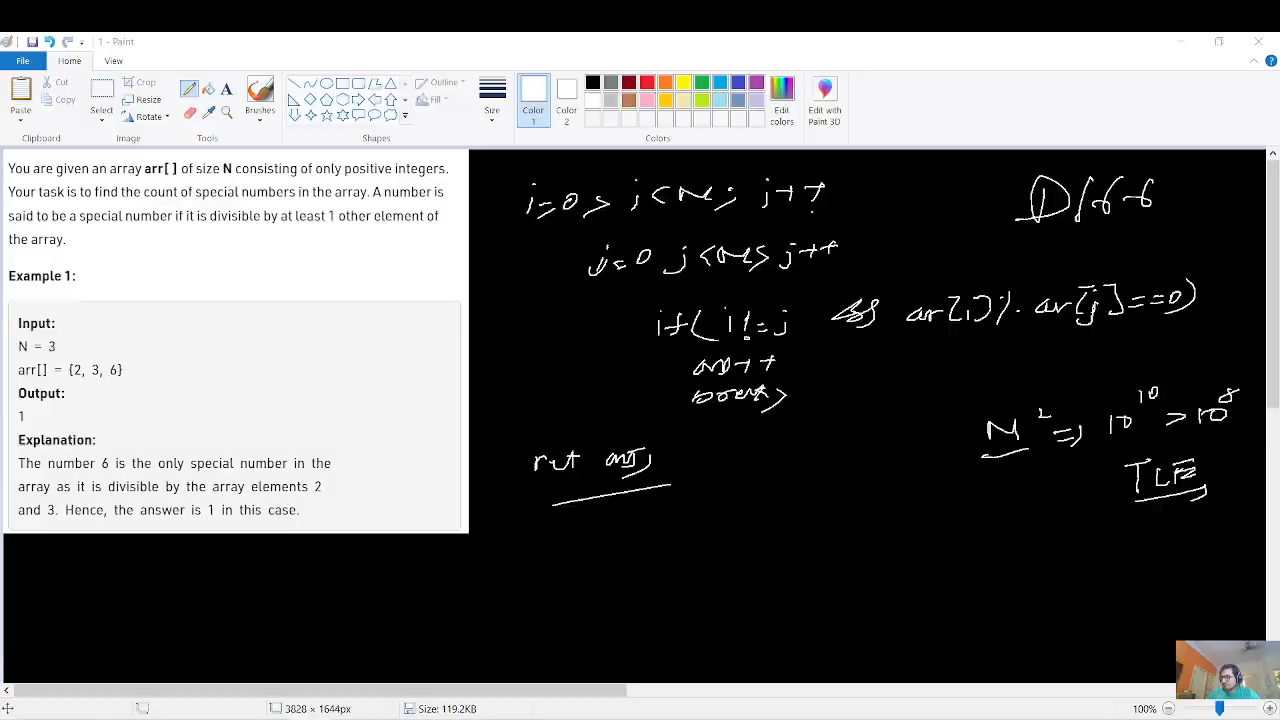 1 - Paint
File
Home
View
Paste
Cut
Copy
Clipboard
Select
Crop
Resize
Rotate
Image
A
Tools
Brushes
Shapes
Outline
Fill
Size
Color 1
Color 2
Edit colors
Edit with Paint 3D
Colors
You are given an array arr[ ] of size N consisting of only positive integers.
Your task is to find the count of special numbers in the array. A number is
said to be a special number if it is divisible by at least 1 other element of
the array.
Example 1:
Input:
N = 3
arr[] = {2, 3, 6}
Output:
1
Explanation:
The number 6 is the only special number in the
array as it is divisible by the array elements 2
and 3. Hence, the answer is 1 in this case.
i=0; j<N; j++
j=0 j<N; j++
if( i!=j && ar[i] % ar[j]==0)
ans++
ret ans;
N² => 10¹⁰ > 10⁸
TLE
3828 × 1644px
Size: 119.2KB
100%